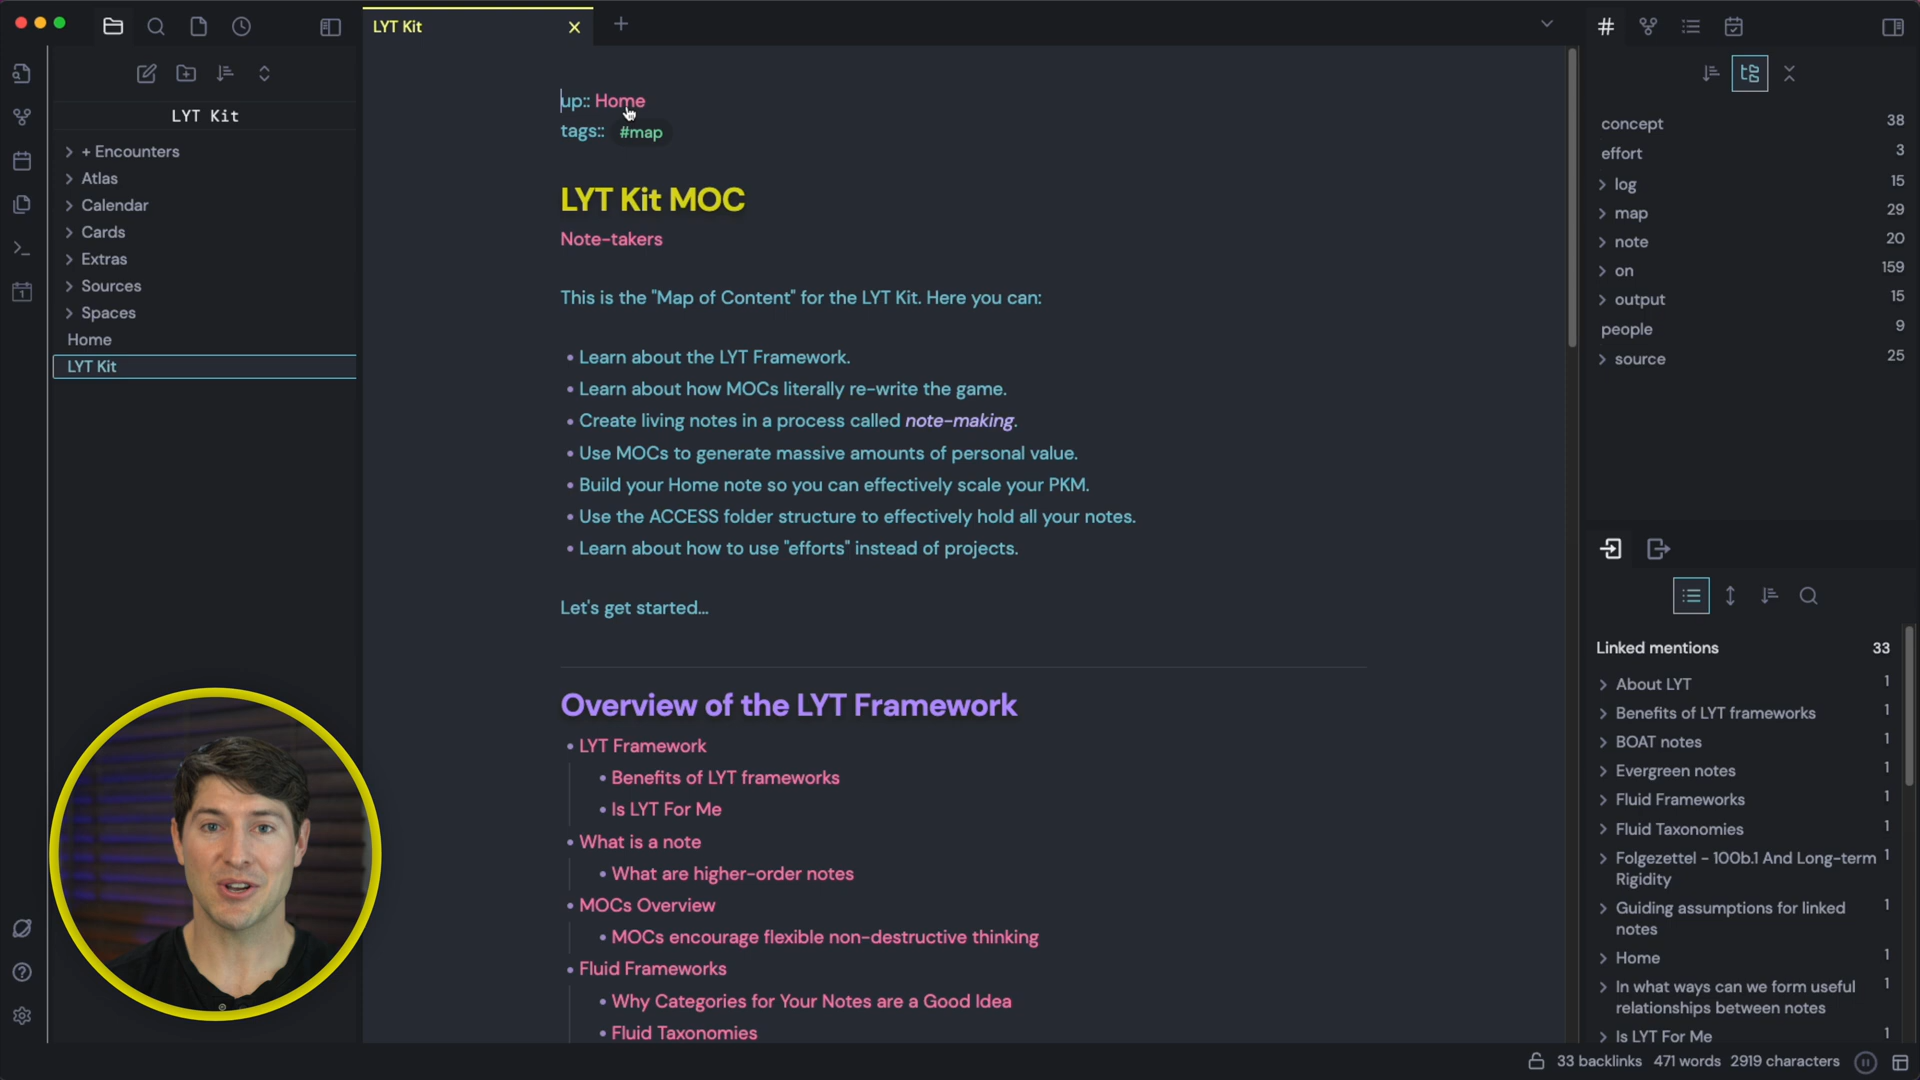 LYT Kit
LYT Kit
+ Encounters
Atlas
Calendar
Cards
Extras
Sources
Spaces
Home
LYT Kit
up:: Home
tags:: #map
LYT Kit MOC
Note-takers
This is the "Map of Content" for the LYT Kit. Here you can:
• Learn about the LYT Framework.
• Learn about how MOCs literally re-write the game.
• Create living notes in a process called note-making.
• Use MOCs to generate massive amounts of personal value.
• Build your Home note so you can effectively scale your PKM.
• Use the ACCESS folder structure to effectively hold all your notes.
• Learn about how to use "efforts" instead of projects.
Let's get started...
Overview of the LYT Framework
• LYT Framework
• Benefits of LYT frameworks
• Is LYT For Me
• What is a note
• What are higher-order notes
• MOCs Overview
• MOCs encourage flexible non-destructive thinking
• Fluid Frameworks
• Why Categories for Your Notes are a Good Idea
• Fluid Taxonomies
concept 38
effort 3
log 15
map 29
note 20
on 159
output 15
people 9
source 25
Linked mentions 33
About LYT 1
Benefits of LYT frameworks 1
BOAT notes 1
Evergreen notes 1
Fluid Frameworks 1
Fluid Taxonomies 1
Folgezettel - 100b.1 And Long-term 1
Rigidity
Guiding assumptions for linked 1
notes
Home 1
In what ways can we form useful 1
relationships between notes
Is LYT For Me 1
33 backlinks 471 words 2919 characters